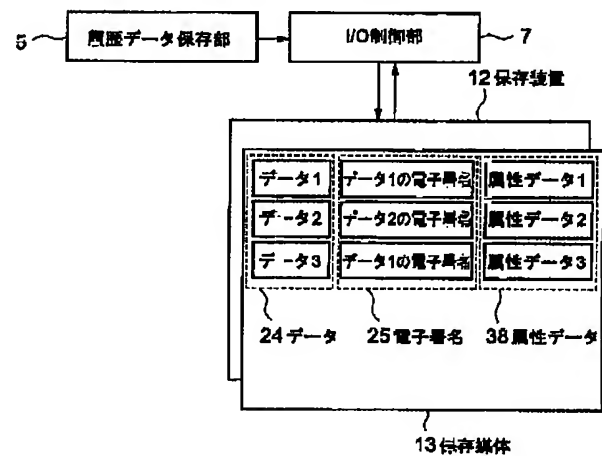 5 履歴データ保存部 I/O制御部 7
12 保存装置
データ1 データ1の電子署名 属性データ1
データ2 データ2の電子署名 属性データ2
データ3 データ1の電子署名 属性データ3
24 データ 25 電子署名 38 属性データ
13 保存媒体